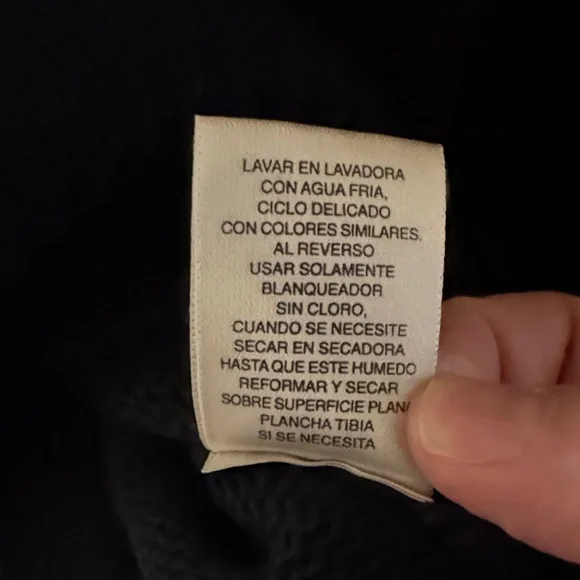 LAVAR EN LAVADORA
CON AGUA FRIA,
CICLO DELICADO
CON COLORES SIMILARES,
AL REVERSO
USAR SOLAMENTE
BLANQUEADOR
SIN CLORO,
CUANDO SE NECESITE
SECAR EN SECADORA
HASTA QUE ESTE HUMEDO
REFORMAR Y SECAR
SOBRE SUPERFICIE PLANA
PLANCHA TIBIA
SI SE NECESITA